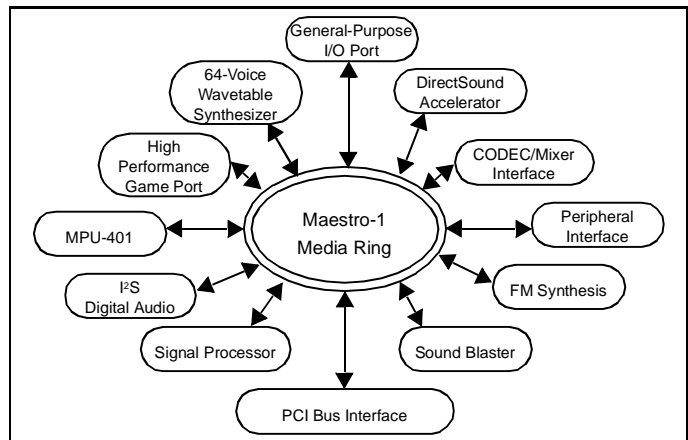 General-Purpose
I/O Port
64-Voice
Wavetable
Synthesizer
DirectSound
Accelerator
High
Performance
Game Port
CODEC/Mixer
Interface
Maestro-1
Media Ring
MPU-401
Peripheral
Interface
I²S
Digital Audio
FM Synthesis
Signal Processor
Sound Blaster
PCI Bus Interface